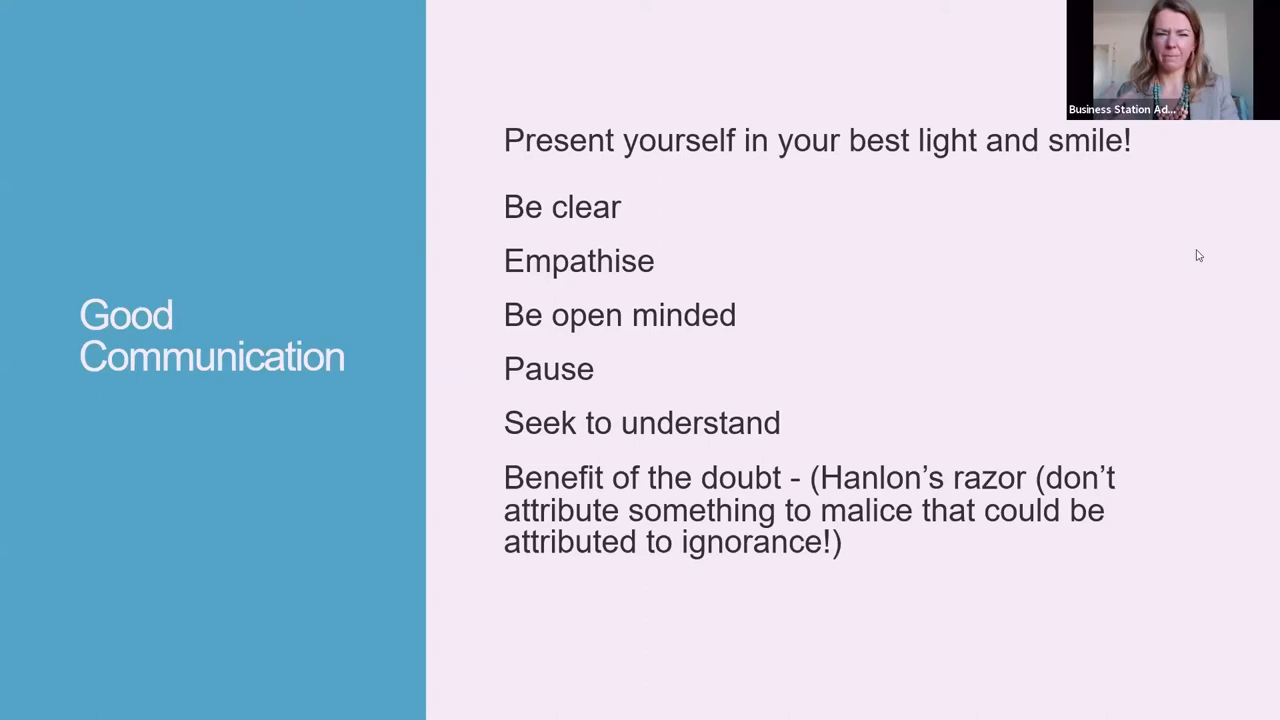 Good
Communication
Present yourself in your best light and smile!
Be clear
Empathise
Be open minded
Pause
Seek to understand
Benefit of the doubt - (Hanlon’s razor (don’t
attribute something to malice that could be
attributed to ignorance!)
Business Station Ad...